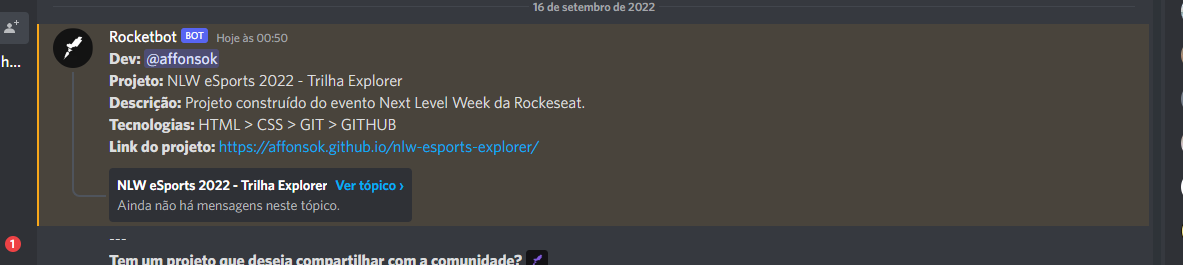 16 de setembro de 2022
Rocketbot BOT Hoje às 00:50
Dev: @affonsok
Projeto: NLW eSports 2022 - Trilha Explorer
h...
Descrição: Projeto construído do evento Next Level Week da Rockeseat.
Tecnologias: HTML > CSS > GIT > GITHUB
Link do projeto: https://affonsok.github.io/nlw-esports-explorer/
NLW eSports 2022 - Trilha Explorer Ver tópico ›
Ainda não há mensagens neste tópico.
1
---
Tem um projeto que deseja compartilhar com a comunidade?